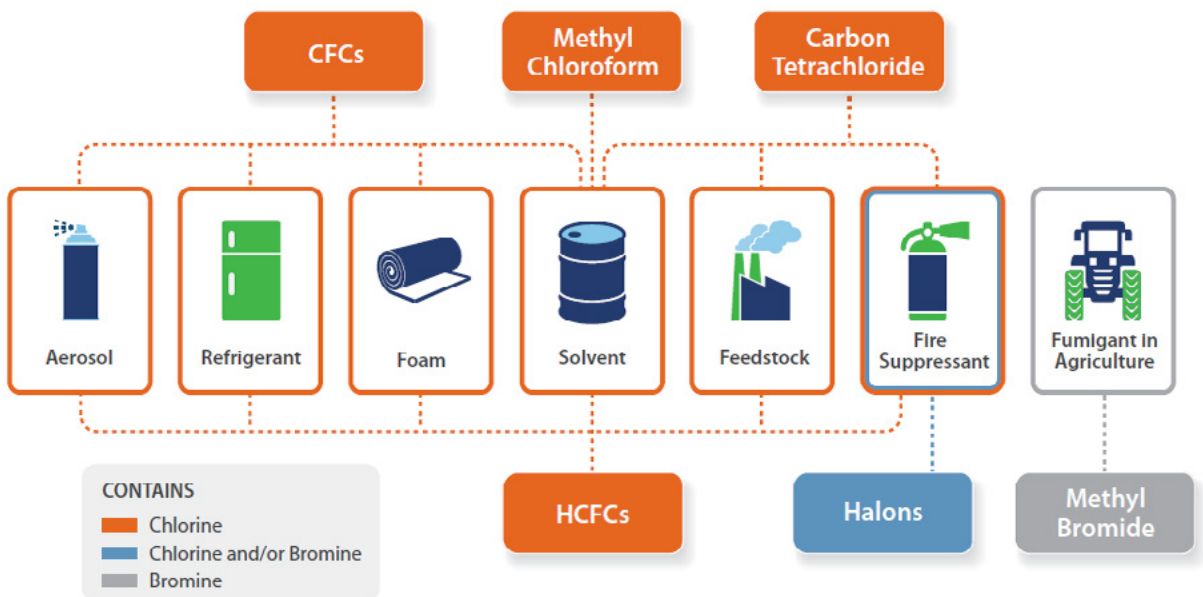 CFCs
Methyl
Chloroform
Carbon
Tetrachloride
Aerosol
Refrigerant
Foam
Solvent
Feedstock
Fire
Suppressant
Fumigant in
Agriculture
CONTAINS
Chlorine
Chlorine and/or Bromine
Bromine
HCFCs
Halons
Methyl
Bromide